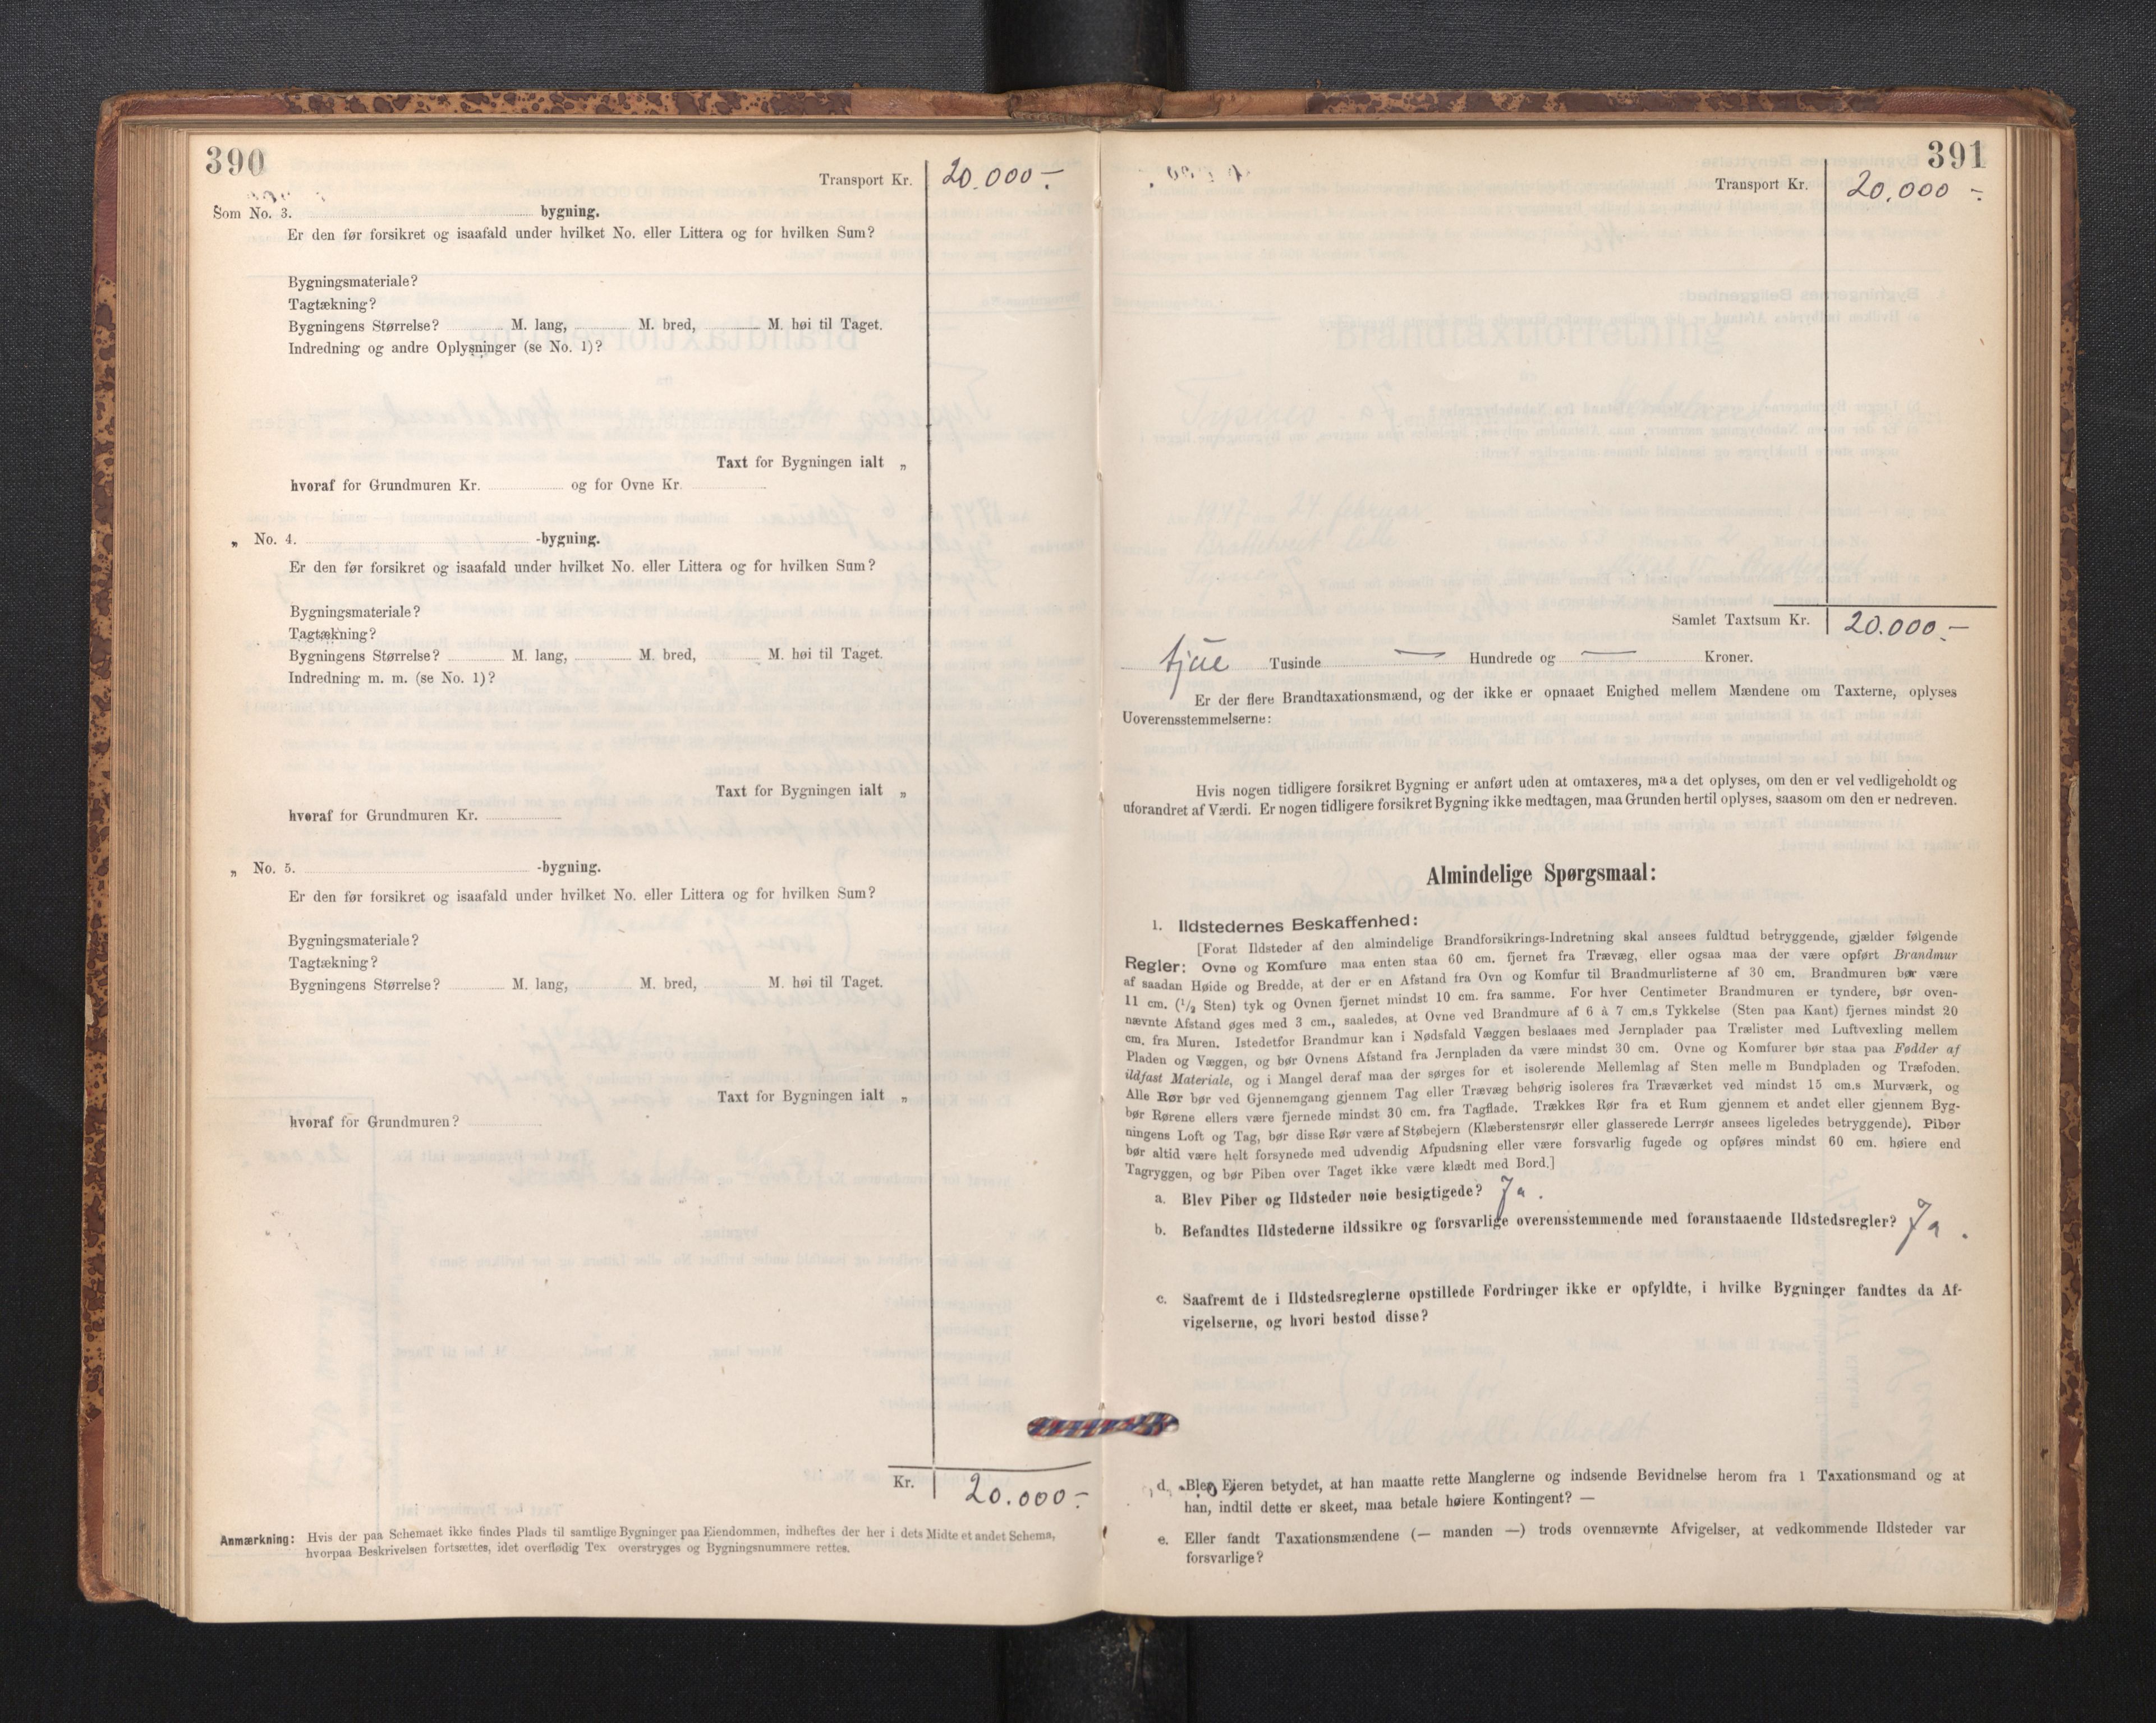 390
Transport Kr. 20.000.-
Som No. 3. bygning.
Er den før forsikret og isaafald under hvilket No. eller Littera og for hvilken Sum?
Bygningsmateriale?
Tagtækning?
Bygningens Størrelse? M. lang, M. bred, M. høi til Taget.
Indredning og andre Oplysninger (se No. 1)?
Taxt for Bygningen ialt „
hvoraf for Grundmuren Kr. og for Ovne Kr.
„ No. 4. -bygning.
Er den før forsikret og isaafald under hvilket No. eller Littera og for hvilken Sum?
Bygningsmateriale?
Tagtækning?
Bygningens Størrelse? M. lang, M. bred, M. høi til Taget.
Indredning m. m. (se No. 1)?
Taxt for Bygningen ialt „
hvoraf for Grundmuren Kr.
„ No. 5. -bygning.
Er den før forsikret og isaafald under hvilket No. eller Littera og for hvilken Sum?
Bygningsmateriale?
Tagtækning?
Bygningens Størrelse? M. lang, M. bred, M. høi til Taget.
Taxt for Bygningen ialt „
hvoraf for Grundmuren?
Kr. 20.000.-
Anmærkning: Hvis der paa Schemaet ikke findes Plads til samtlige Bygninger paa Eiendommen, indheftes der her i dets Midte et andet Schema,
hvorpaa Beskrivelsen fortsættes, idet overflødig Tex overstryges og Bygningsnummere rettes.
391
Transport Kr. 20.000.-
Samlet Taxtsum Kr. 20.000.-
tjue Tusinde — Hundrede og — Kroner.
Er der flere Brandtaxationsmænd, og der ikke er opnaaet Enighed mellem Mændene om Taxterne, oplyses
Uoverensstemmelserne:
Hvis nogen tidligere forsikret Bygning er anført uden at omtaxeres, maa det oplyses, om den er vel vedligeholdt og
uforandret af Værdi. Er nogen tidligere forsikret Bygning ikke medtagen, maa Grunden hertil oplyses, saasom om den er nedreven.
Almindelige Spørgsmaal:
1. Ildstedernes Beskaffenhed:
[Forat Ildsteder af den almindelige Brandforsikrings-Indretning skal ansees fuldtud betryggende, gjælder følgende
Regler: Ovne og Komfure maa enten staa 60 cm. fjernet fra Trævæg, eller ogsaa maa der være opført Brandmur
af saadan Høide og Bredde, at der er en Afstand fra Ovn og Komfur til Brandmurlisterne af 30 cm. Brandmuren bør være
11 cm. (1/2 Sten) tyk og Ovnen fjernet mindst 10 cm. fra samme. For hver Centimeter Brandmuren er tyndere, bør oven-
nævnte Afstand øges med 3 cm., saaledes, at Ovne ved Brandmure af 6 à 7 cm.s Tykkelse (Sten paa Kant) fjernes mindst 20
cm. fra Muren. Istedetfor Brandmur kan i Nødsfald Væggen beslaaes med Jernplader paa Trælister med Luftvexling mellem
Pladen og Væggen, og bør Ovnens Afstand fra Jernpladen da være mindst 30 cm. Ovne og Komfurer bør staa paa Fødder af
ildfast Materiale, og i Mangel deraf maa der sørges for et isolerende Mellemlag af Sten mellem Bundpladen og Træfoden.
Alle Rør bør ved Gjennemgang gjennem Tag eller Trævæg behørig isoleres fra Træværket ved mindst 15 cm.s Murværk, og
bør Rørene ellers være fjernede mindst 30 cm. fra Tagflade. Trækkes Rør fra et Rum gjennem et andet eller gjennem Byg-
ningens Loft og Tag, bør disse Rør være af Støbejern (Klæberstensrør eller glasserede Lerrør ansees ligeledes betryggende). Piber
bør altid være helt forsynede med udvendig Afpudsning eller være forsvarlig fugede og opføres mindst 60 cm. høiere end
Tagryggen, og bør Piben over Taget ikke være klædt med Bord.]
a. Blev Piber og Ildsteder nøie besigtigede? Ja.
b. Befandtes Ildstederne ildssikre og forsvarlige overensstemmende med foranstaaende Ildstedsregler? Ja.
c. Saafremt de i Ildstedsreglerne opstillede Fordringer ikke er opfyldte, i hvilke Bygninger fandtes da Af-
vigelserne, og hvori bestod disse?
d. Blev Eieren betydet, at han maatte rette Manglerne og indsende Bevidnelse herom fra 1 Taxationsmand og at
han, indtil dette er skeet, maa betale høiere Kontingent? —
e. Eller fandt Taxationsmændene (— manden —) trods ovennævnte Afvigelser, at vedkommende Ildsteder var
forsvarlige?